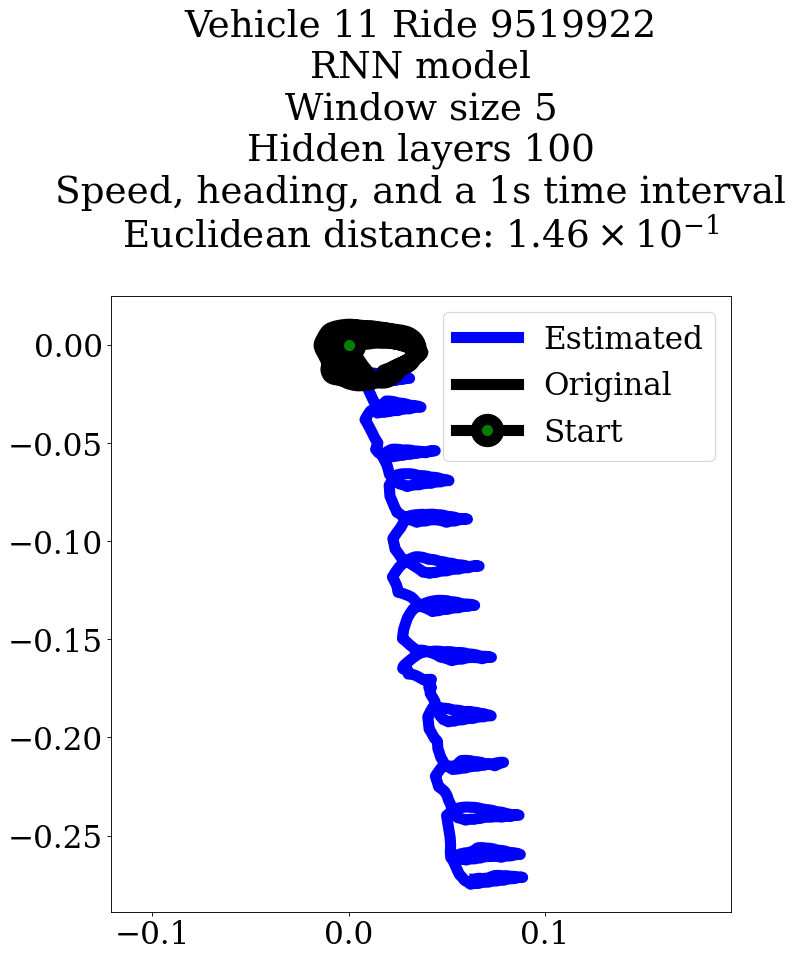 Vehicle 11 Ride 9519922
RNN model
Window size 5
Hidden layers 100
Speed, heading, and a 1s time interval
Euclidean distance: 1.46 × 10⁻¹
Estimated
Original
Start
0.00
−0.05
−0.10
−0.15
−0.20
−0.25
−0.1 0.0 0.1